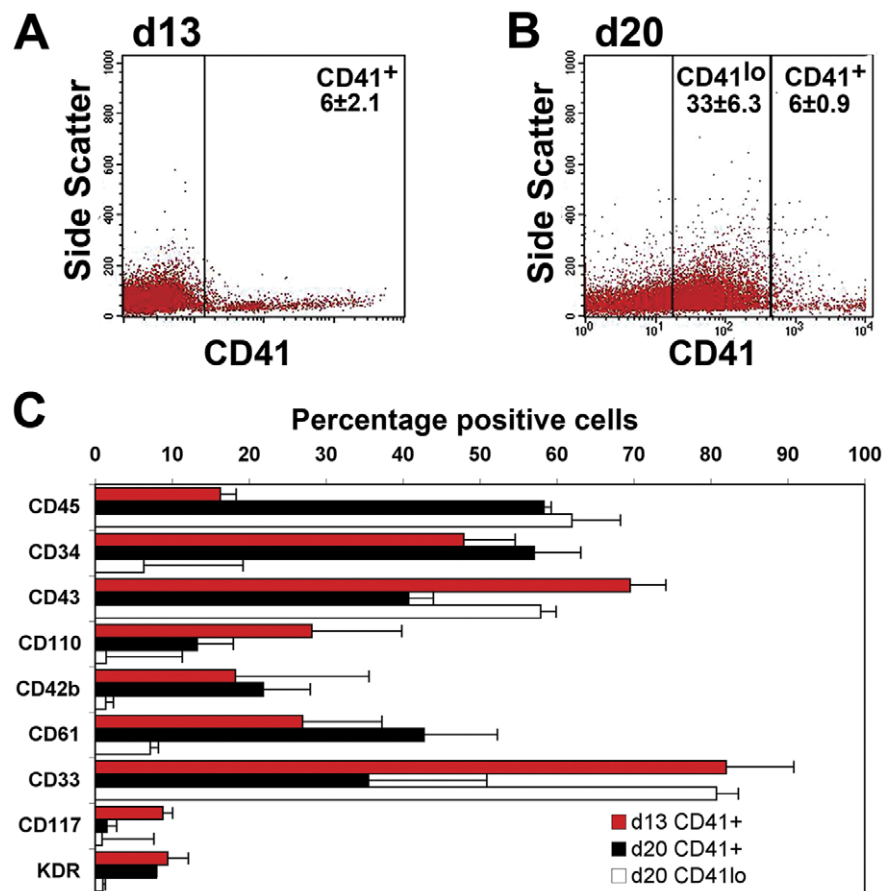 A
d13
CD41+
6±2.1
Side Scatter
1000
800
600
400
200
0
CD41
B
d20
CD41lo
33±6.3
CD41+
6±0.9
Side Scatter
1000
800
600
400
200
0
10^0
10^1
10^2
10^3
10^4
CD41
C
Percentage positive cells
0 10 20 30 40 50 60 70 80 90 100
CD45
CD34
CD43
CD110
CD42b
CD61
CD33
CD117
KDR
d13 CD41+
d20 CD41+
d20 CD41lo